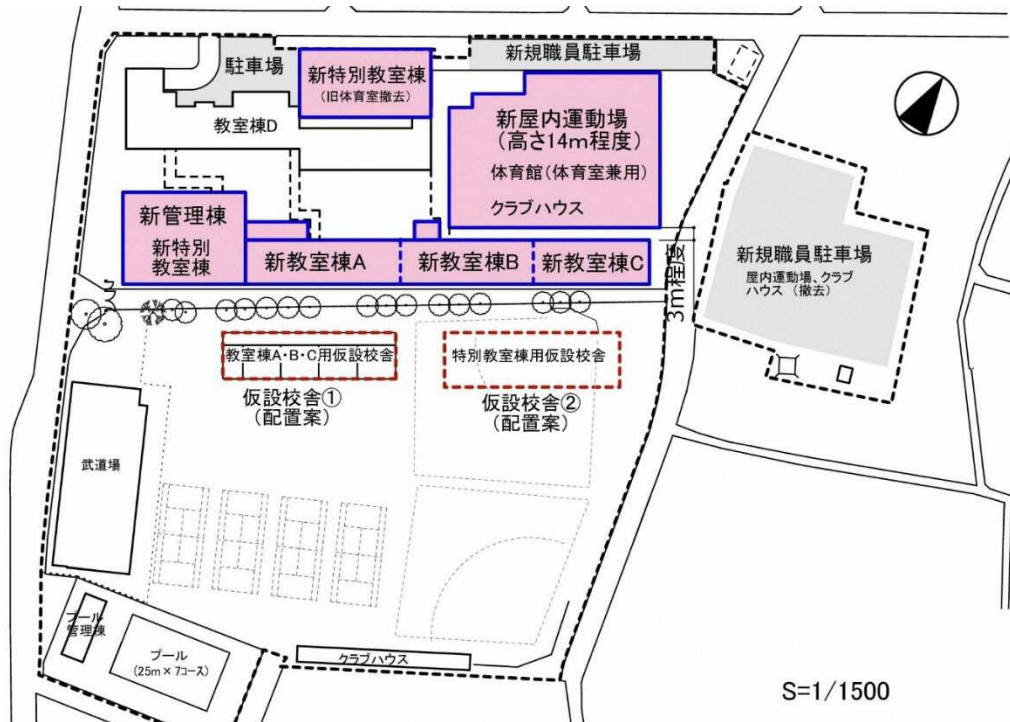 駐車場
新特別教室棟
(旧体育室撤去)
新規職員駐車場
教室棟D
新屋内運動場
(高さ14m程度)
体育館(体育室兼用)
クラブハウス
新管理棟
新特別
教室棟
新教室棟A
新教室棟B
新教室棟C
3m程度
新規職員駐車場
屋内運動場、クラブ
ハウス (撤去)
教室棟A・B・C用仮設校舎
仮設校舎①
(配置案)
特別教室棟用仮設校舎
仮設校舎②
(配置案)
武道場
プール
管理棟
プール
(25m×7コース)
クラブハウス
S=1/1500